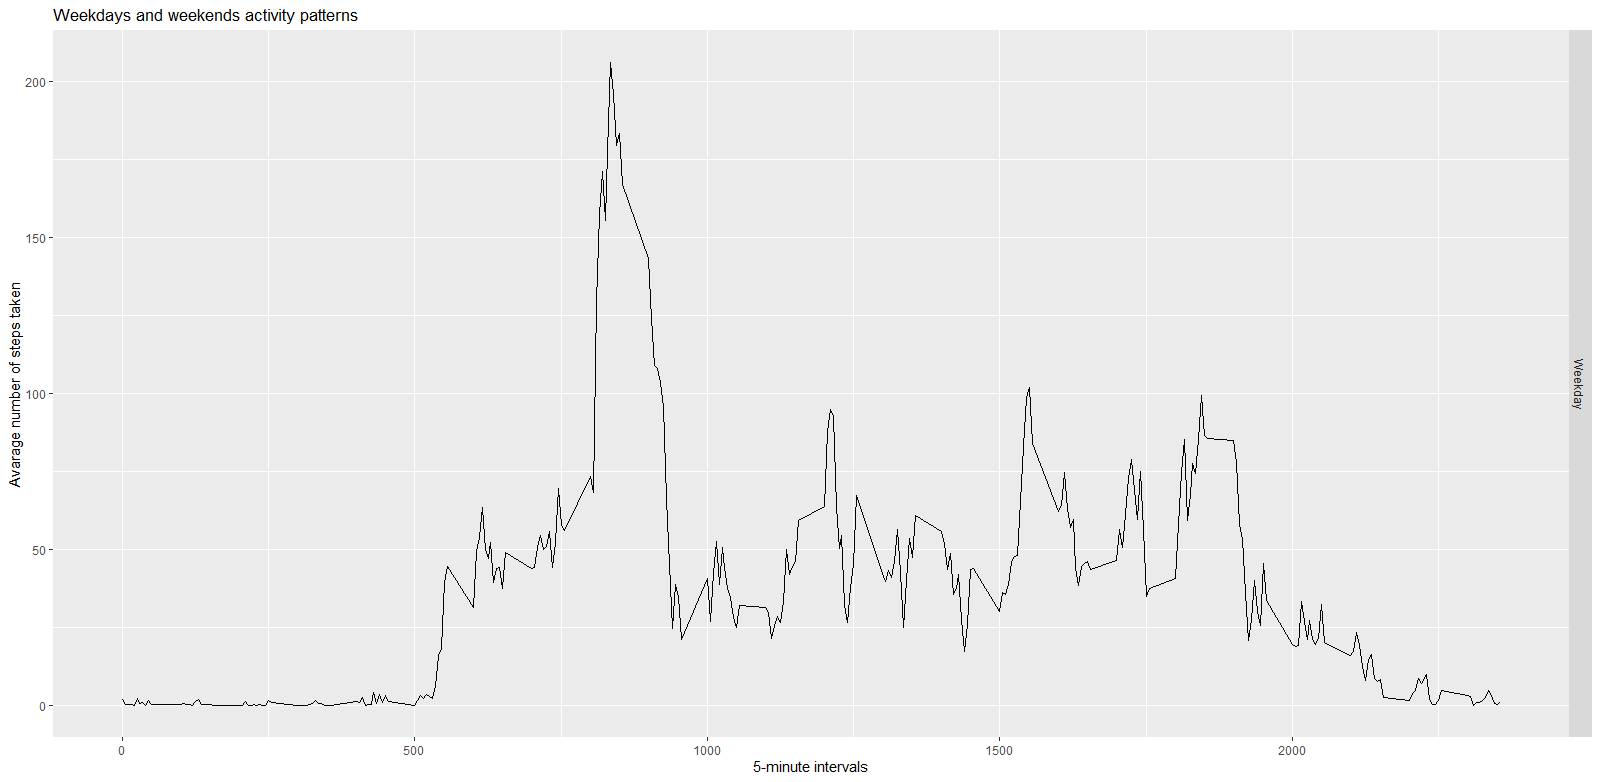 Weekdays and weekends activity patterns
Avarage number of steps taken
200
150
100
50
0
Weekday
0 500 1000 1500 2000
5-minute intervals